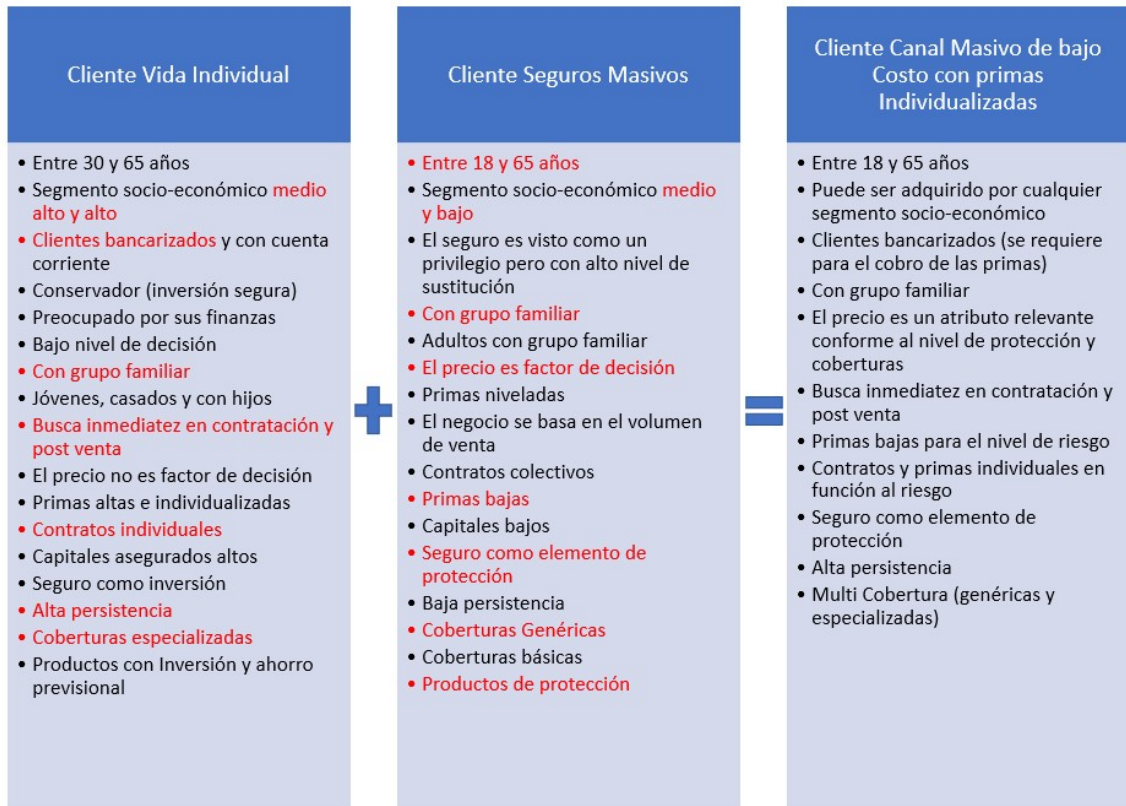 Cliente Vida Individual
• Entre 30 y 65 años
• Segmento socio-económico medio
alto y alto
• Clientes bancarizados y con cuenta
corriente
• Conservador (inversión segura)
• Preocupado por sus finanzas
• Bajo nivel de decisión
• Con grupo familiar
• Jóvenes, casados y con hijos
• Busca inmediatez en contratación y
post venta
• El precio no es factor de decisión
• Primas altas e individualizadas
• Contratos individuales
• Capitales asegurados altos
• Seguro como inversión
• Alta persistencia
• Coberturas especializadas
• Productos con Inversión y ahorro
previsional
Cliente Seguros Masivos
• Entre 18 y 65 años
• Segmento socio-económico medio
y bajo
• El seguro es visto como un
privilegio pero con alto nivel de
sustitución
• Con grupo familiar
• Adultos con grupo familiar
• El precio es factor de decisión
• Primas niveladas
• El negocio se basa en el volumen
de venta
• Contratos colectivos
• Primas bajas
• Capitales bajos
• Seguro como elemento de
protección
• Baja persistencia
• Coberturas Genéricas
• Coberturas básicas
• Productos de protección
Cliente Canal Masivo de bajo
Costo con primas
Individualizadas
• Entre 18 y 65 años
• Puede ser adquirido por cualquier
segmento socio-económico
• Clientes bancarizados (se requiere
para el cobro de las primas)
• Con grupo familiar
• El precio es un atributo relevante
conforme al nivel de protección y
coberturas
• Busca inmediatez en contratación y
post venta
• Primas bajas para el nivel de riesgo
• Contratos y primas individuales en
función al riesgo
• Seguro como elemento de
protección
• Alta persistencia
• Multi Cobertura (genéricas y
especializadas)